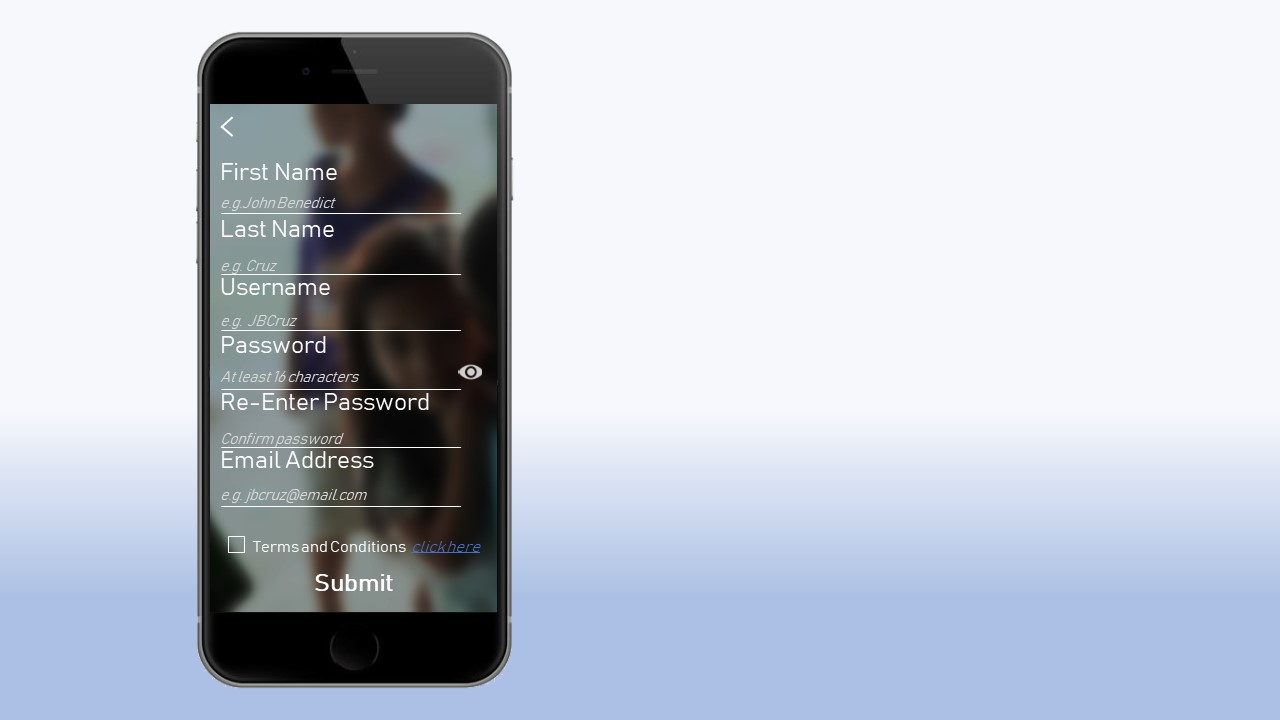 First Name
e.g.John Benedict
Last Name
e.g. Cruz
Username
e.g. JBCruz
Password
At least 16 characters
Re-Enter Password
Confirm password
Email Address
e.g. jbcruz@email.com
Terms and Conditions click here
Submit